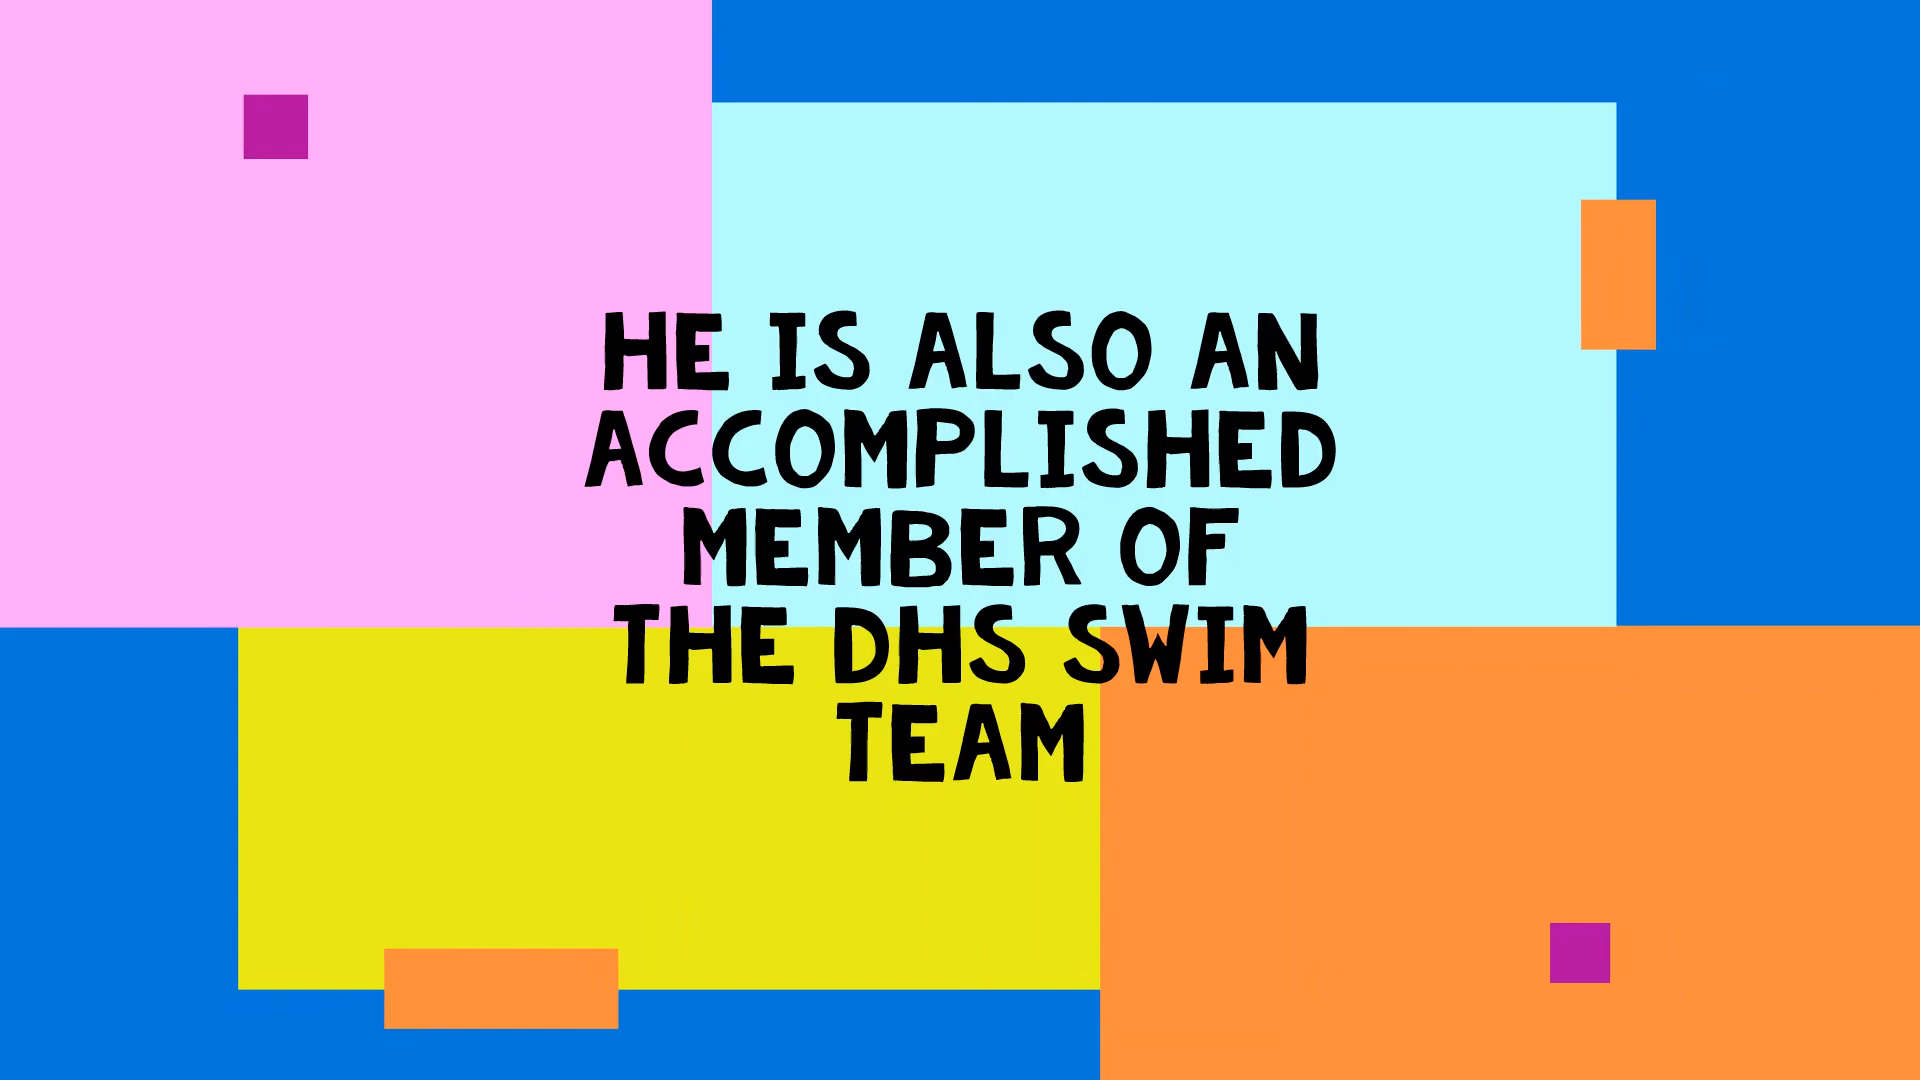 HE IS ALSO AN
ACCOMPLISHED
MEMBER OF
THE DHS SWIM
TEAM